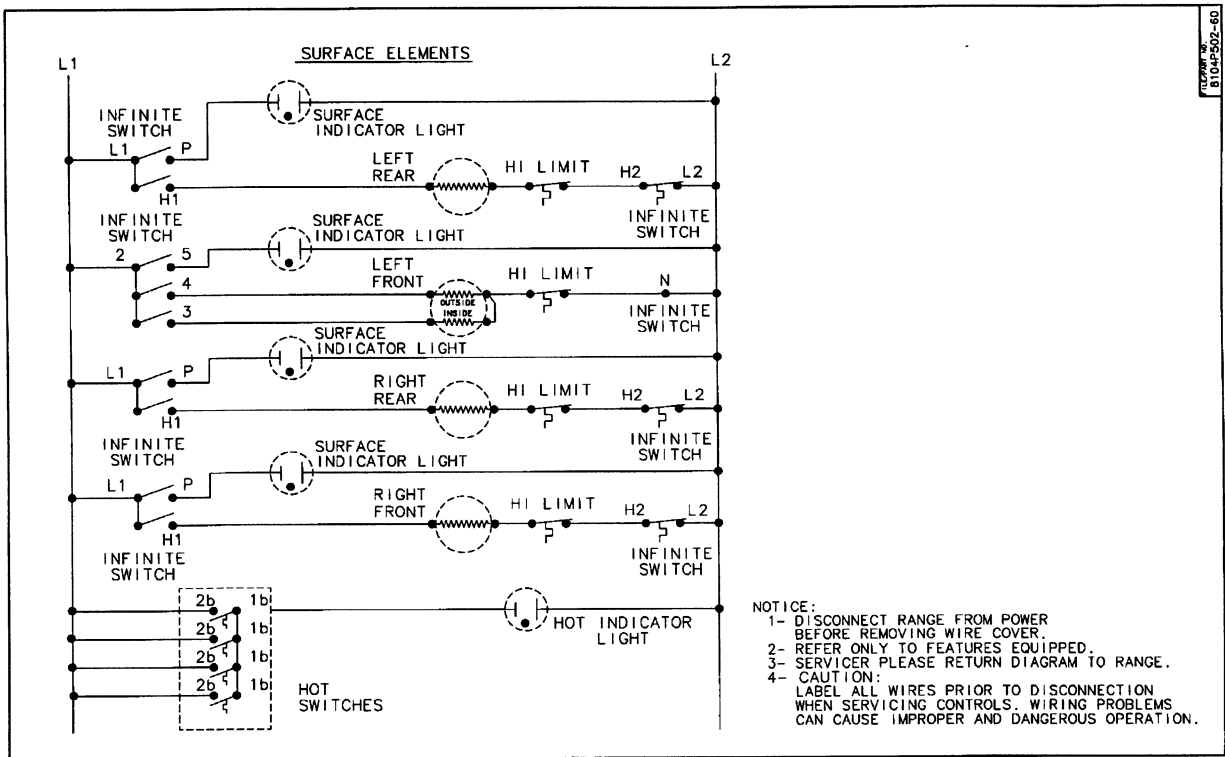 SURFACE ELEMENTS
L1
L2
INFINITE
SWITCH
SURFACE
INDICATOR LIGHT
L1
P
LEFT
REAR
HI LIMIT
H2
L2
H1
INFINITE
SWITCH
INFINITE
SWITCH
SURFACE
INDICATOR LIGHT
2
5
LEFT
FRONT
HI LIMIT
N
4
OUTSIDE
INSIDE
INFINITE
SWITCH
3
SURFACE
INDICATOR LIGHT
L1
P
RIGHT
REAR
HI LIMIT
H2
L2
H1
INFINITE
SWITCH
INFINITE
SWITCH
SURFACE
INDICATOR LIGHT
L1
P
RIGHT
FRONT
HI LIMIT
H2
L2
H1
INFINITE
SWITCH
INFINITE
SWITCH
2b
1b
2b
1b
2b
1b
2b
1b
HOT
SWITCHES
HOT INDICATOR
LIGHT
NOTICE:
1- DISCONNECT RANGE FROM POWER
BEFORE REMOVING WIRE COVER.
2- REFER ONLY TO FEATURES EQUIPPED.
3- SERVICER PLEASE RETURN DIAGRAM TO RANGE.
4- CAUTION:
LABEL ALL WIRES PRIOR TO DISCONNECTION
WHEN SERVICING CONTROLS. WIRING PROBLEMS
CAN CAUSE IMPROPER AND DANGEROUS OPERATION.
8104P502-60